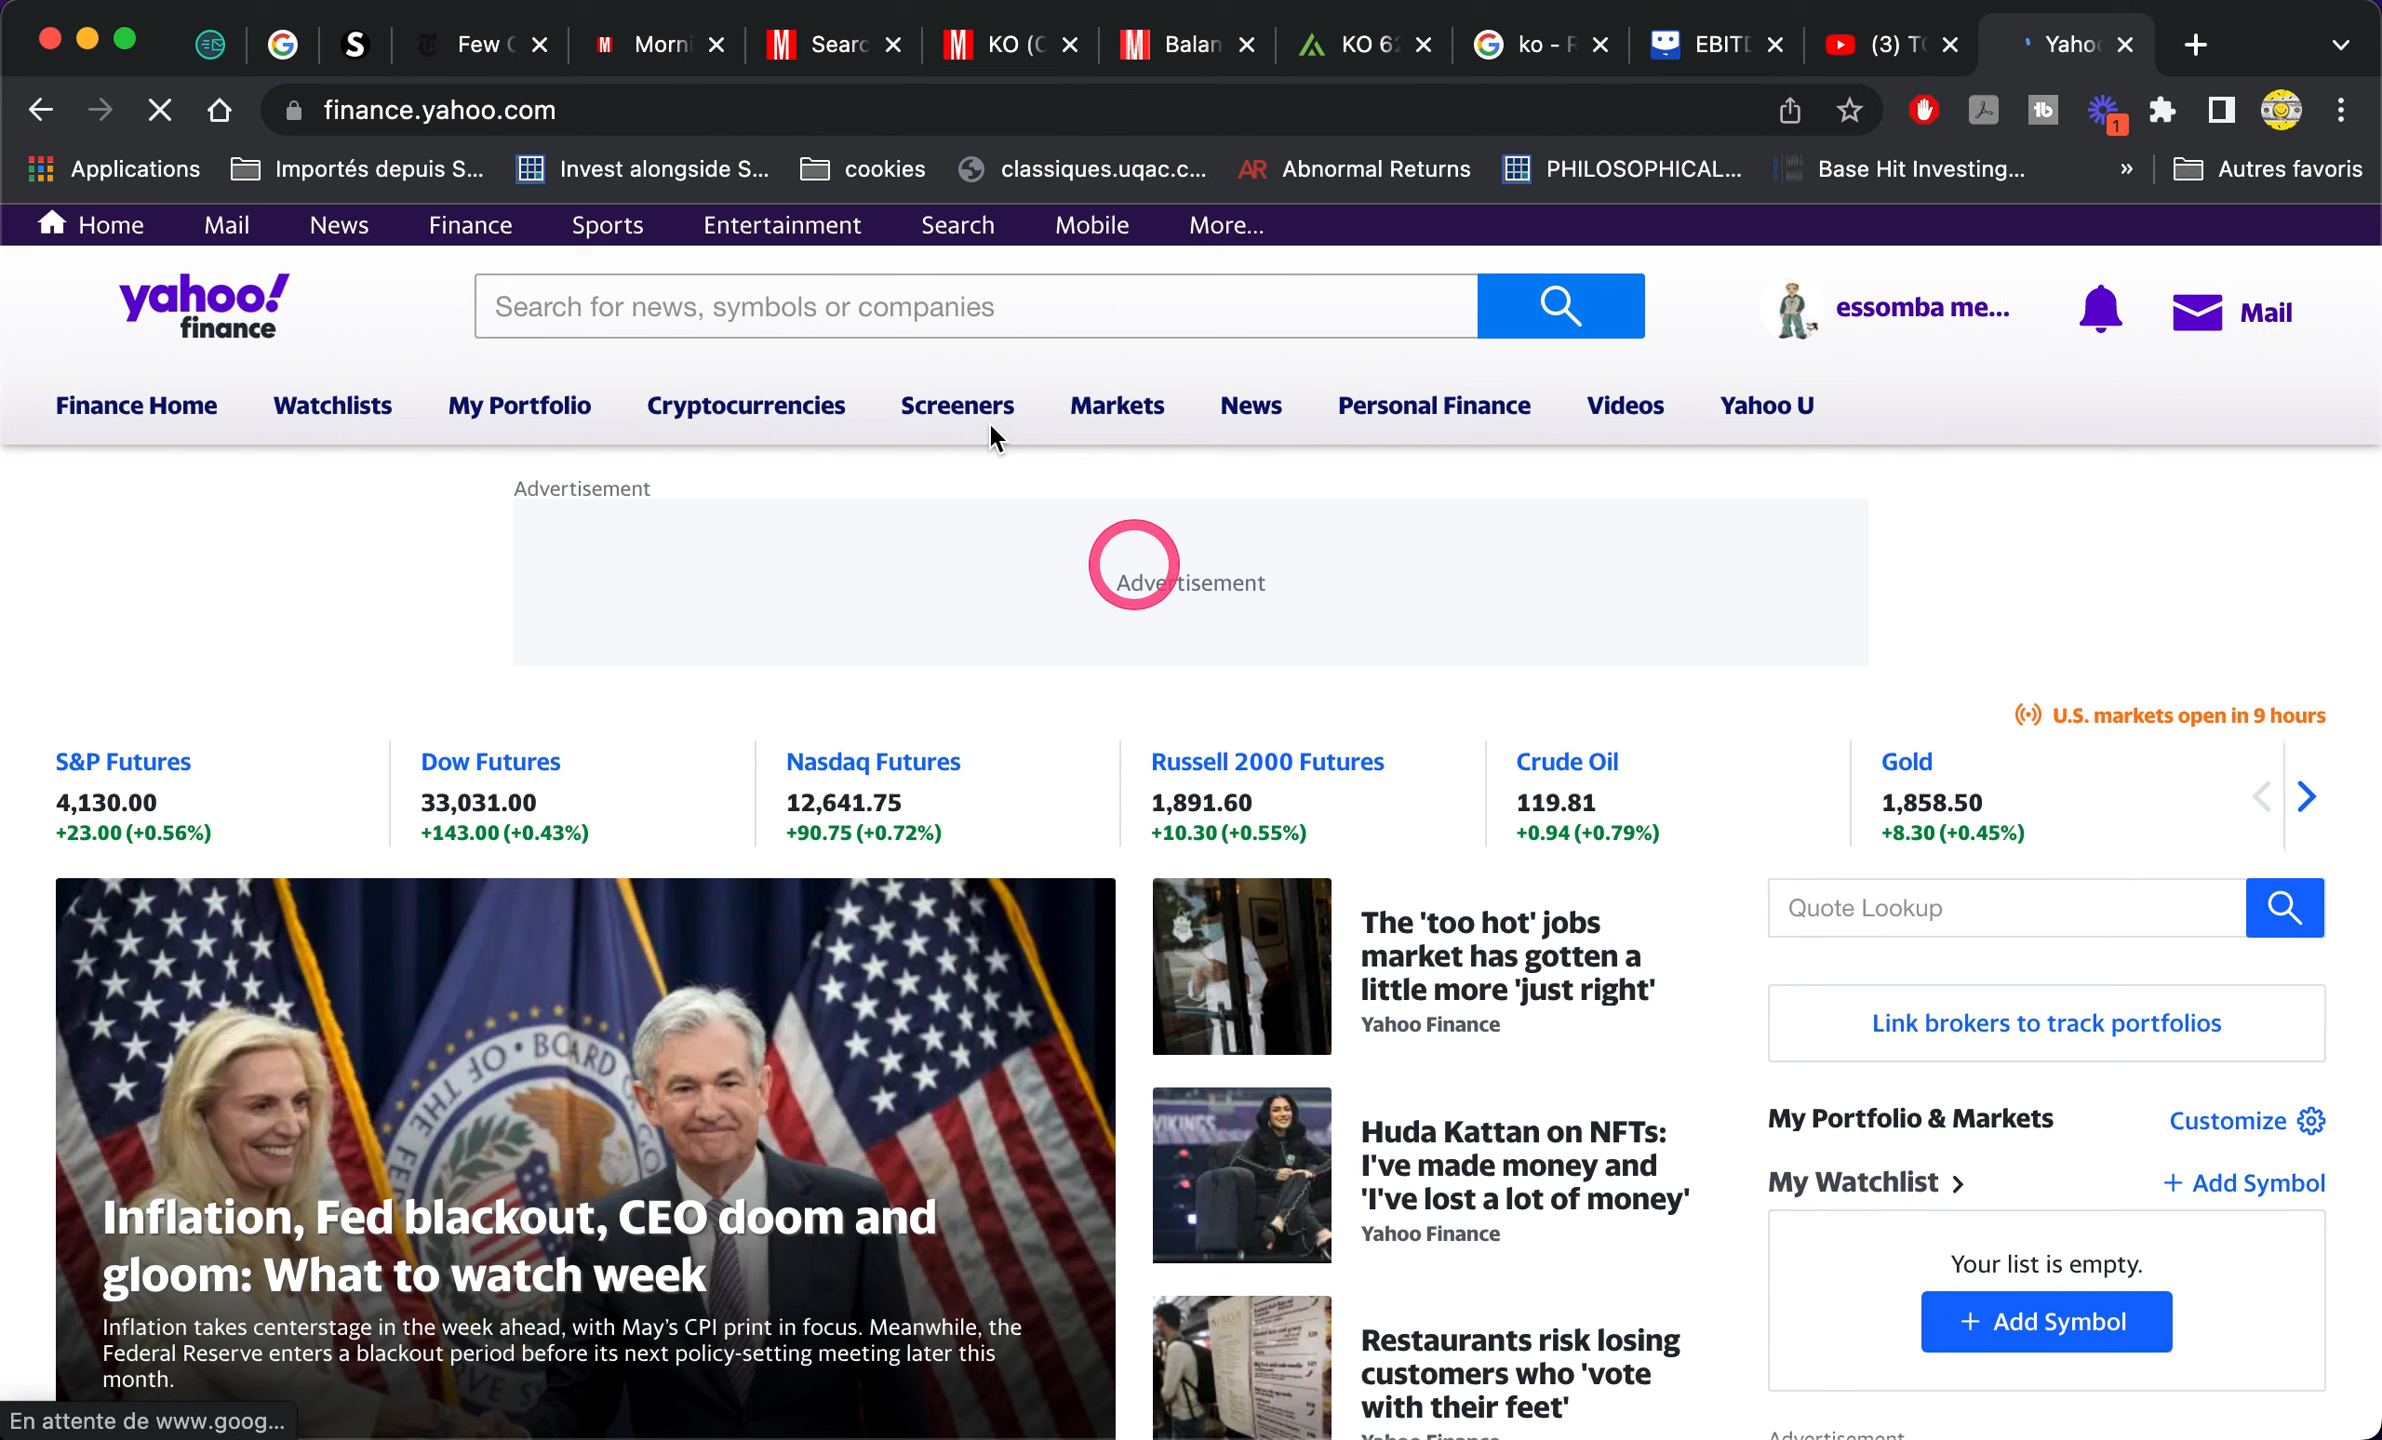 Few
Morni
Searc
KO (C
Balan
KO 6
ko - R
EBIT
(3) T
Yaho
finance.yahoo.com
1
Applications
Importés depuis S...
Invest alongside S...
cookies
classiques.uqac.c...
AR Abnormal Returns
PHILOSOPHICAL...
Base Hit Investing...
»
Autres favoris
Home
Mail
News
Finance
Sports
Entertainment
Search
Mobile
More...
yahoo!
finance
Search for news, symbols or companies
essomba me...
Mail
Finance Home
Watchlists
My Portfolio
Cryptocurrencies
Screeners
Markets
News
Personal Finance
Videos
Yahoo U
Advertisement
Advertisement
U.S. markets open in 9 hours
S&P Futures
4,130.00
+23.00 (+0.56%)
Dow Futures
33,031.00
+143.00 (+0.43%)
Nasdaq Futures
12,641.75
+90.75 (+0.72%)
Russell 2000 Futures
1,891.60
+10.30 (+0.55%)
Crude Oil
119.81
+0.94 (+0.79%)
Gold
1,858.50
+8.30 (+0.45%)
Inflation, Fed blackout, CEO doom and
gloom: What to watch week
Inflation takes centerstage in the week ahead, with May's CPI print in focus. Meanwhile, the
Federal Reserve enters a blackout period before its next policy-setting meeting later this
month.
The 'too hot' jobs
market has gotten a
little more 'just right'
Yahoo Finance
Huda Kattan on NFTs:
I've made money and
'I've lost a lot of money'
Yahoo Finance
Restaurants risk losing
customers who 'vote
with their feet'
Yahoo Finance
Quote Lookup
Link brokers to track portfolios
My Portfolio & Markets
Customize
My Watchlist
+ Add Symbol
Your list is empty.
+ Add Symbol
Advertisement
En attente de www.goog...